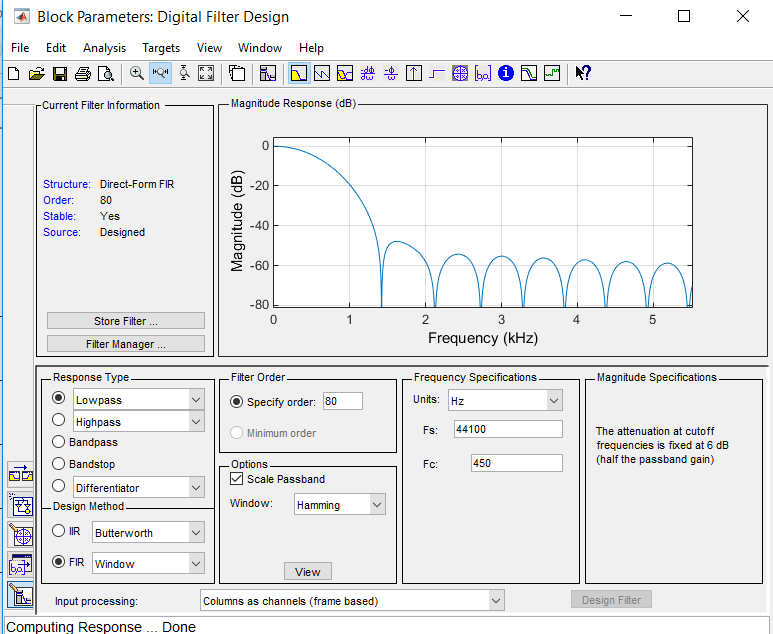 Block Parameters: Digital Filter Design
File Edit Analysis Targets View Window Help
Current Filter Information
Structure: Direct-Form FIR
Order: 80
Stable: Yes
Source: Designed
Store Filter ...
Filter Manager ...
Magnitude Response (dB)
Magnitude (dB)
0
-20
-40
-60
-80
0 1 2 3 4 5
Frequency (kHz)
Response Type
Lowpass
Highpass
Bandpass
Bandstop
Differentiator
Design Method
IIR Butterworth
FIR Window
Filter Order
Specify order: 80
Minimum order
Options
Scale Passband
Window: Hamming
View
Frequency Specifications
Units: Hz
Fs: 44100
Fc: 450
Magnitude Specifications
The attenuation at cutoff
frequencies is fixed at 6 dB
(half the passband gain)
Input processing: Columns as channels (frame based)
Design Filter
Computing Response ... Done